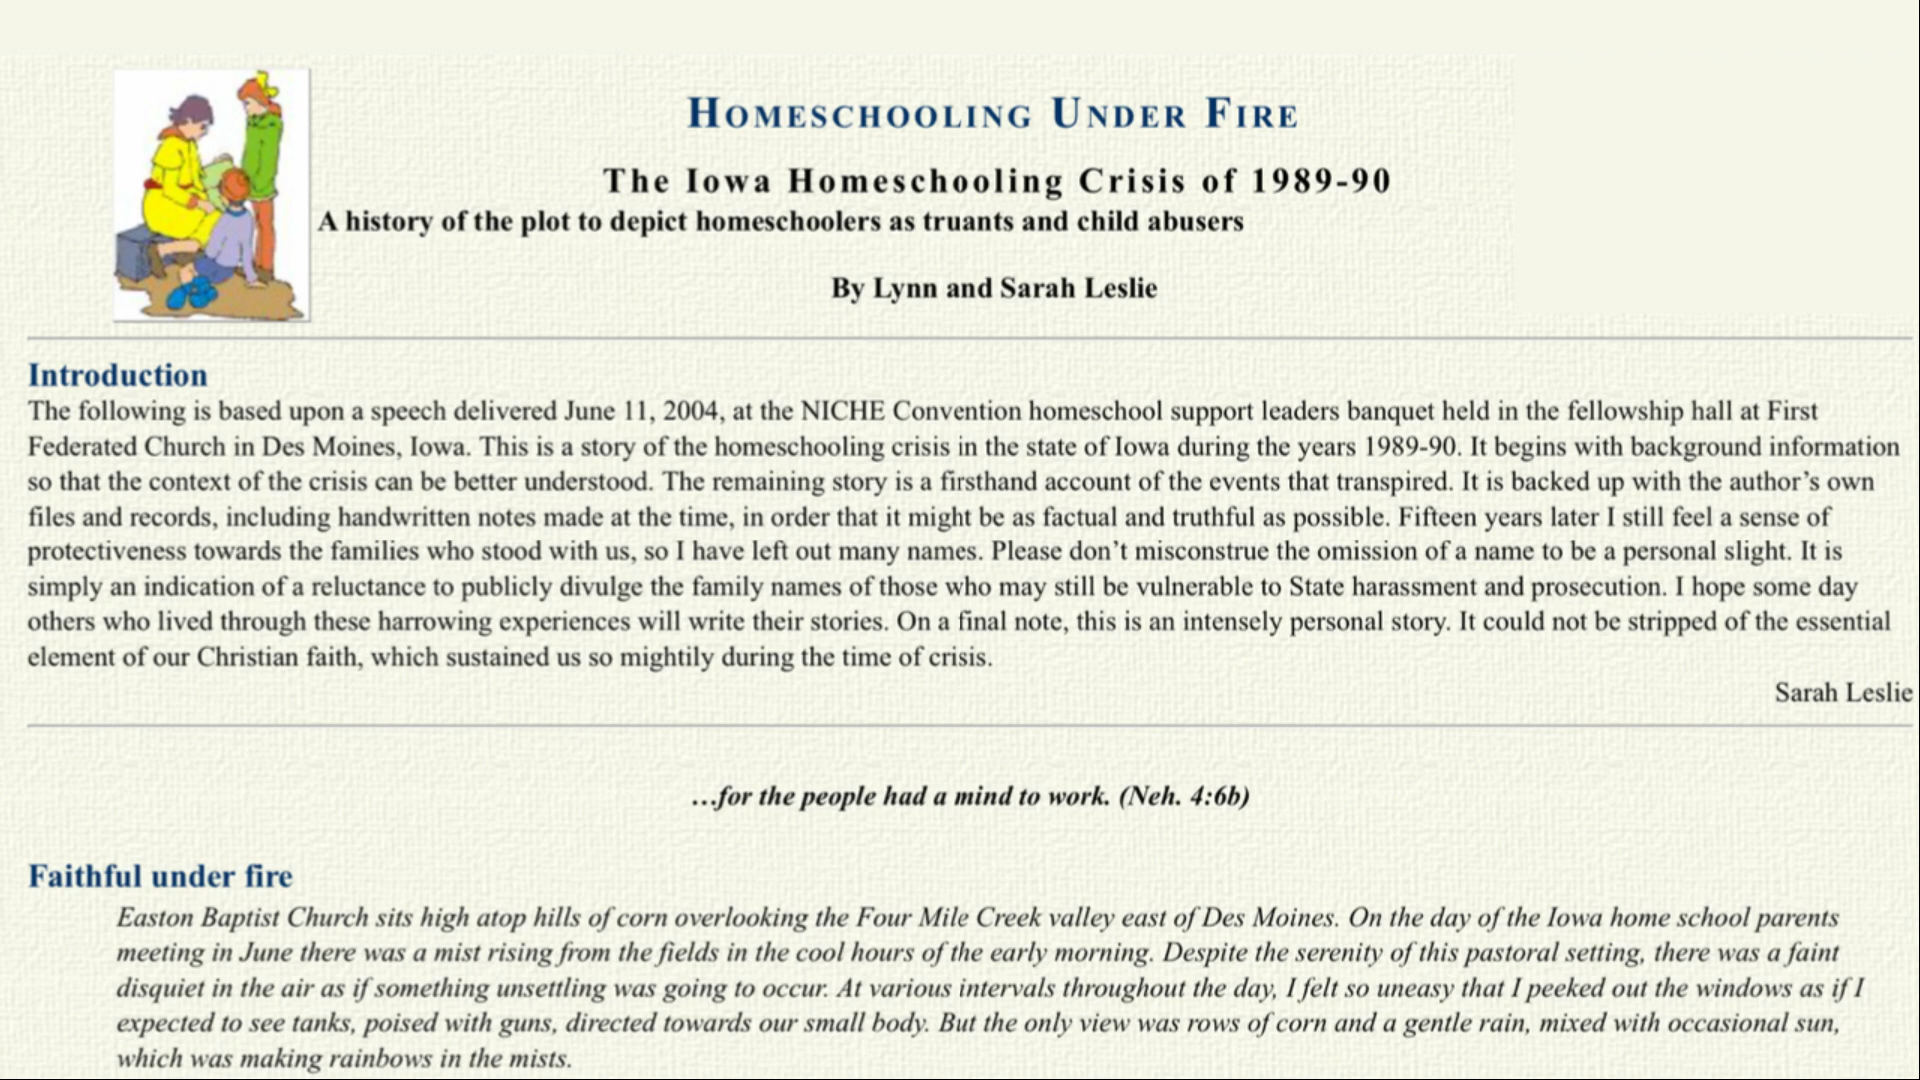 HOMESCHOOLING UNDER FIRE
The Iowa Homeschooling Crisis of 1989-90
A history of the plot to depict homeschoolers as truants and child abusers
By Lynn and Sarah Leslie
Introduction
The following is based upon a speech delivered June 11, 2004, at the NICHE Convention homeschool support leaders banquet held in the fellowship hall at First
Federated Church in Des Moines, Iowa. This is a story of the homeschooling crisis in the state of Iowa during the years 1989-90. It begins with background information
so that the context of the crisis can be better understood. The remaining story is a firsthand account of the events that transpired. It is backed up with the author’s own
files and records, including handwritten notes made at the time, in order that it might be as factual and truthful as possible. Fifteen years later I still feel a sense of
protectiveness towards the families who stood with us, so I have left out many names. Please don’t misconstrue the omission of a name to be a personal slight. It is
simply an indication of a reluctance to publicly divulge the family names of those who may still be vulnerable to State harassment and prosecution. I hope some day
others who lived through these harrowing experiences will write their stories. On a final note, this is an intensely personal story. It could not be stripped of the essential
element of our Christian faith, which sustained us so mightily during the time of crisis.
Sarah Leslie
…for the people had a mind to work. (Neh. 4:6b)
Faithful under fire
Easton Baptist Church sits high atop hills of corn overlooking the Four Mile Creek valley east of Des Moines. On the day of the Iowa home school parents
meeting in June there was a mist rising from the fields in the cool hours of the early morning. Despite the serenity of this pastoral setting, there was a faint
disquiet in the air as if something unsettling was going to occur. At various intervals throughout the day, I felt so uneasy that I peeked out the windows as if I
expected to see tanks, poised with guns, directed towards our small body. But the only view was rows of corn and a gentle rain, mixed with occasional sun,
which was making rainbows in the mists.